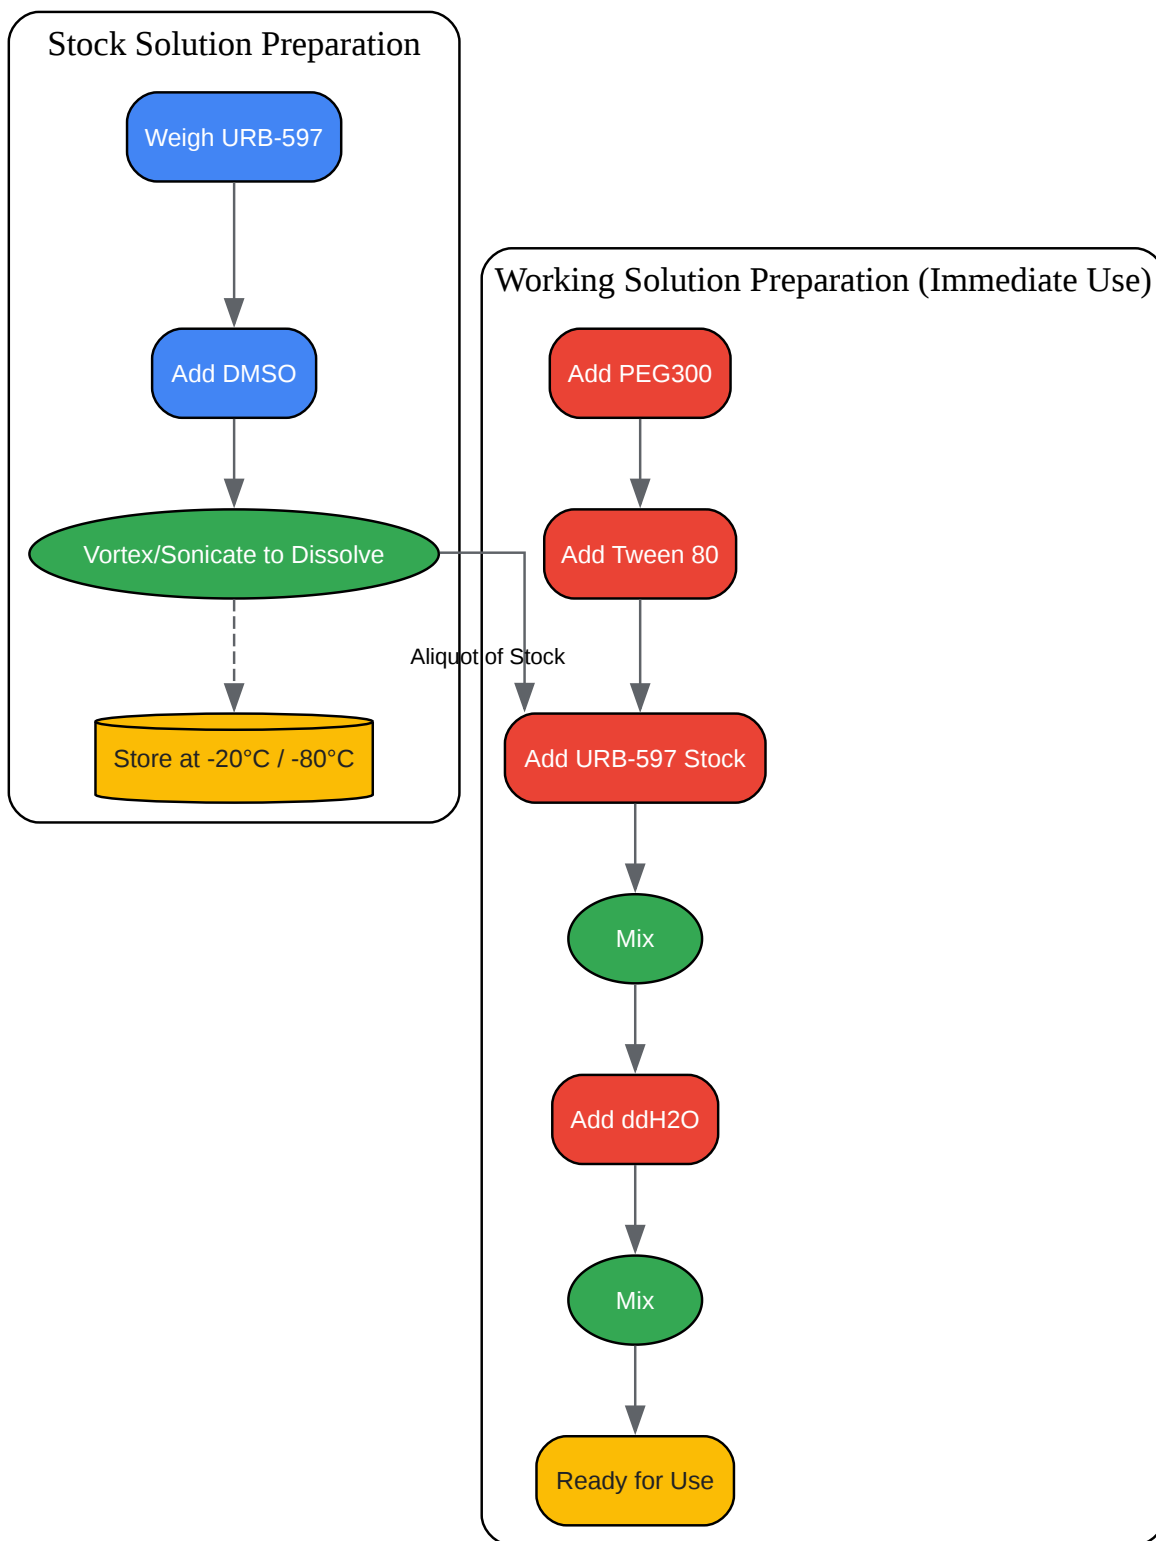 Stock Solution Preparation
Weigh URB-597
Add DMSO
Vortex/Sonicate to Dissolve
Store at -20°C / -80°C
Aliquot of Stock
Working Solution Preparation (Immediate Use)
Add PEG300
Add Tween 80
Add URB-597 Stock
Mix
Add ddH2O
Mix
Ready for Use